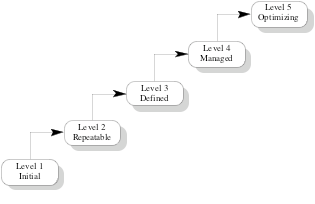 Level 5
Optimizing
Level 4
Managed
Level 3
Defined
Level 2
Repeatable
Level 1
Initial